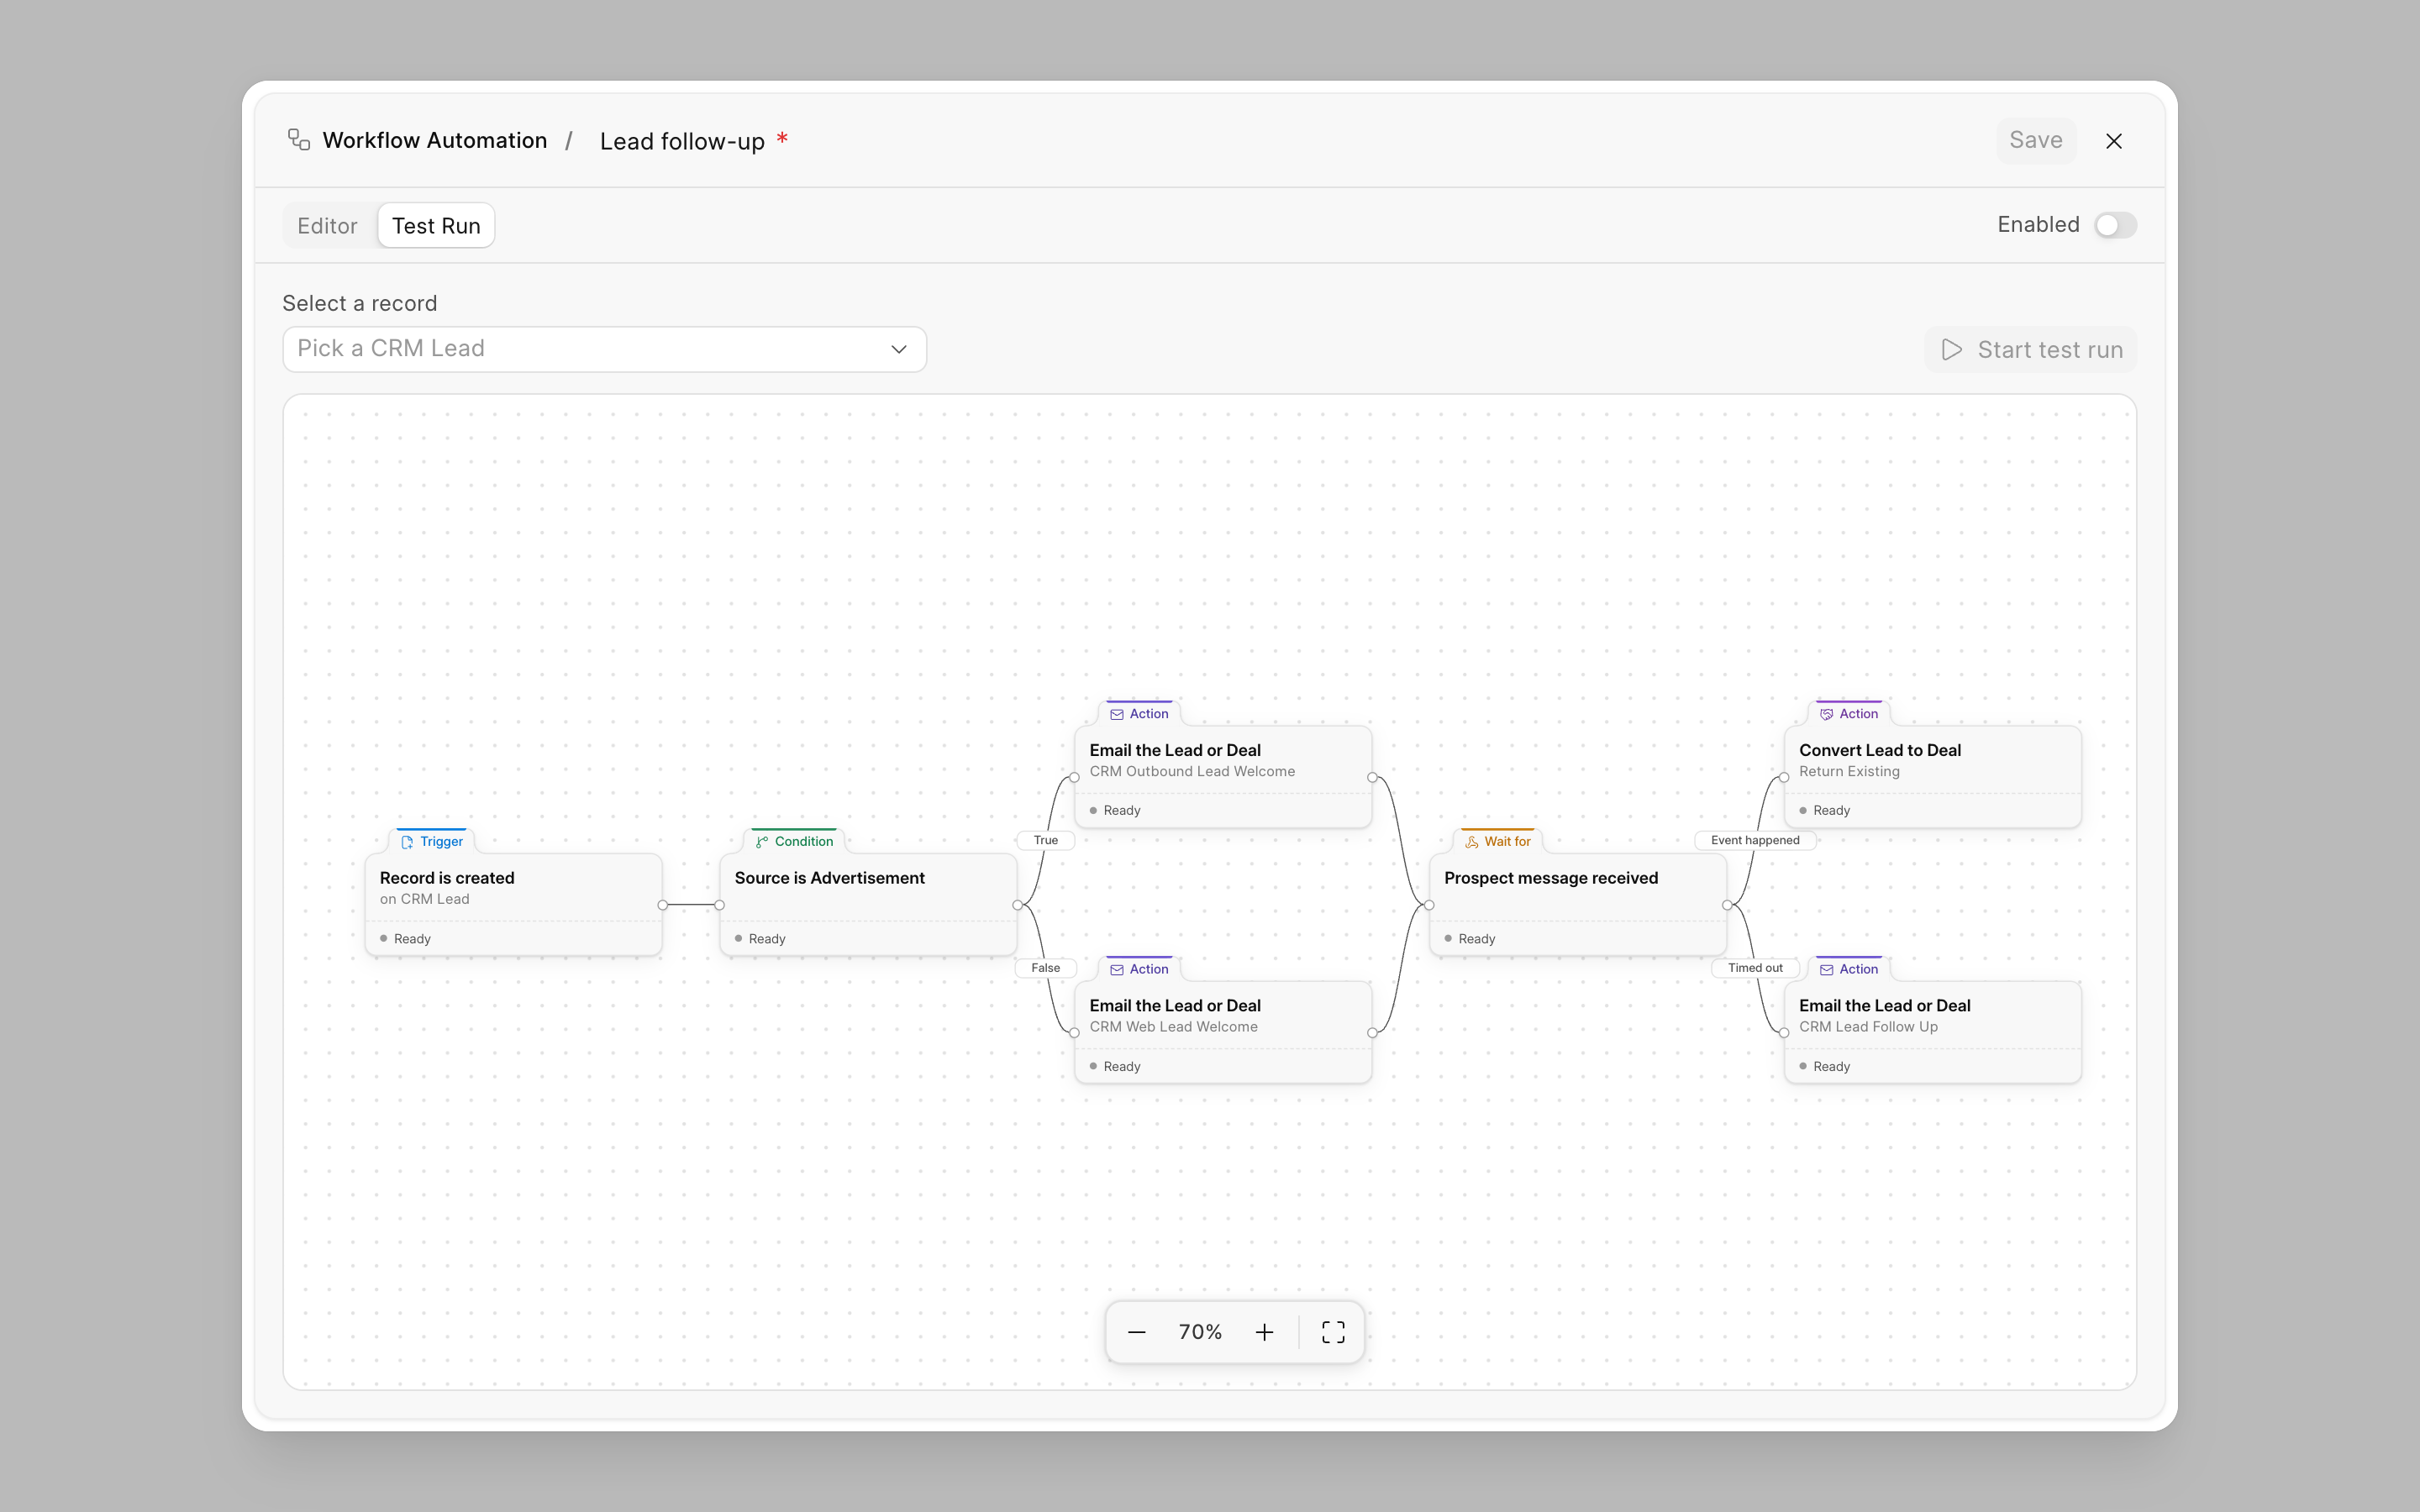 Workflow Automation / Lead follow-up *
Save
Editor
Test Run
Enabled
Select a record
Pick a CRM Lead
Start test run
Trigger
Record is created
on CRM Lead
Ready
Condition
Source is Advertisement
Ready
True
False
Action
Email the Lead or Deal
CRM Outbound Lead Welcome
Ready
Action
Email the Lead or Deal
CRM Web Lead Welcome
Ready
Wait for
Prospect message received
Ready
Event happened
Timed out
Action
Convert Lead to Deal
Return Existing
Ready
Action
Email the Lead or Deal
CRM Lead Follow Up
Ready
70%